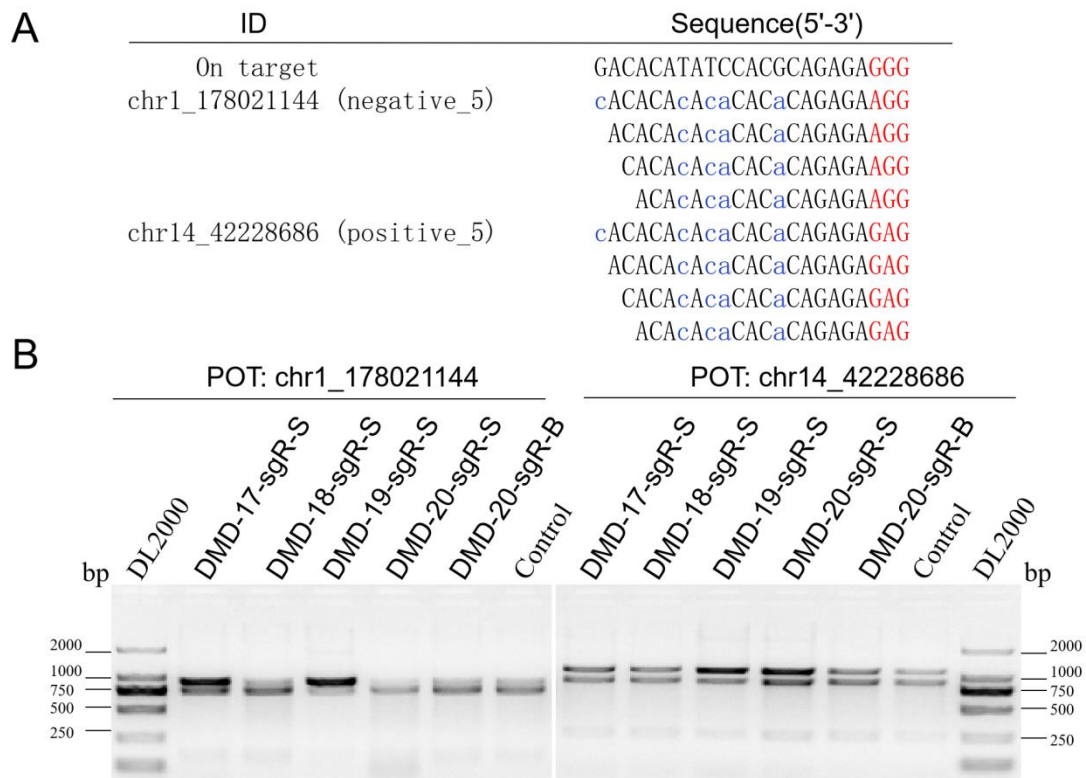 A
ID Sequence(5'-3')
On target GACACATATCCACGCAGAGAGGG
chr1_178021144 (negative_5) cACACAcAcaCACaCAGAGAAGG
ACACAcAcaCACaCAGAGAAGG
CACAcAcaCACaCAGAGAAGG
ACAcAcaCACaCAGAGAAGG
chr14_42228686 (positive_5) cACACAcAcaCACaCAGAGAGAG
ACACAcAcaCACaCAGAGAGAG
CACAcAcaCACaCAGAGAGAG
ACAcAcaCACaCAGAGAGAG
B
POT: chr1_178021144 POT: chr14_42228686
bp DL2000 DMD-17-sgR-S DMD-18-sgR-S DMD-19-sgR-S DMD-20-sgR-S DMD-20-sgR-B Control DMD-17-sgR-S DMD-18-sgR-S DMD-19-sgR-S DMD-20-sgR-S DMD-20-sgR-B Control DL2000 bp
2000 2000
1000 1000
750 750
500 500
250 250